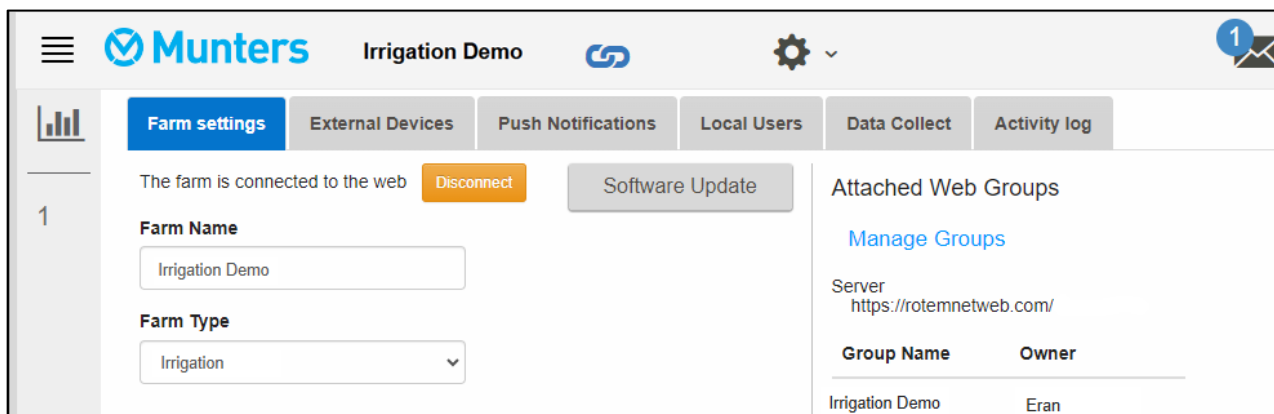 Munters
Irrigation Demo
1
Farm settings
External Devices
Push Notifications
Local Users
Data Collect
Activity log
1
The farm is connected to the web
Disconnect
Software Update
Farm Name
Irrigation Demo
Farm Type
Irrigation
Attached Web Groups
Manage Groups
Server
https://rotemnetweb.com/
Group Name Owner
Irrigation Demo Eran